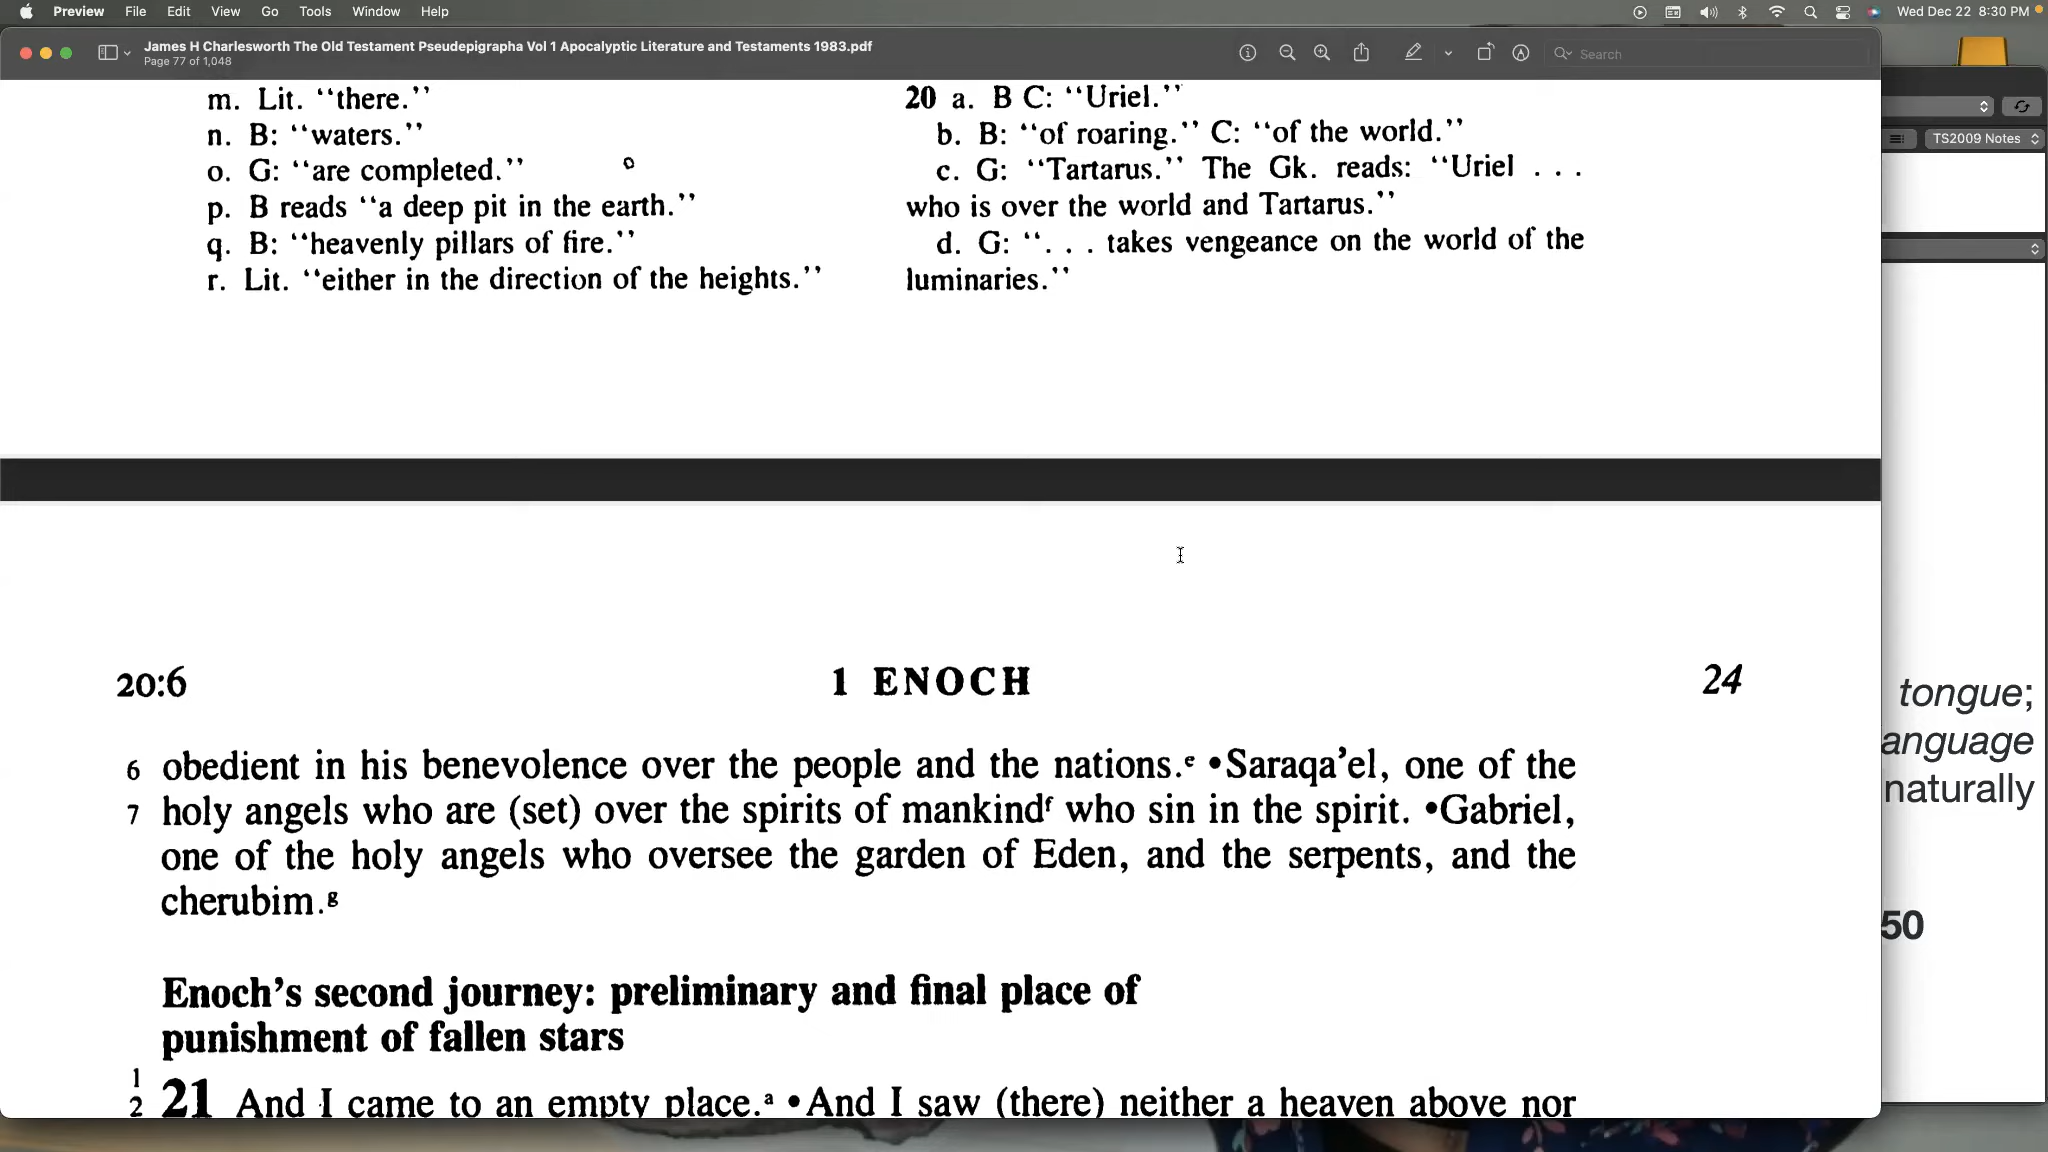 Preview File Edit View Go Tools Window Help
Wed Dec 22 8:30 PM
James H Charlesworth The Old Testament Pseudepigrapha Vol 1 Apocalyptic Literature and Testaments 1983.pdf
Page 77 of 1,048
Search
TS2009 Notes
m. Lit. “there.”
n. B: “waters.”
o. G: “are completed.”
p. B reads “a deep pit in the earth.”
q. B: “heavenly pillars of fire.”
r. Lit. “either in the direction of the heights.”
20 a. B C: “Uriel.”
b. B: “of roaring.” C: “of the world.”
c. G: “Tartarus.” The Gk. reads: “Uriel . . .
who is over the world and Tartarus.”
d. G: “. . . takes vengeance on the world of the
luminaries.”
20:6 1 ENOCH 24
6 obedient in his benevolence over the people and the nations.ᵉ •Saraqa’el, one of the
7 holy angels who are (set) over the spirits of mankindᶠ who sin in the spirit. •Gabriel,
one of the holy angels who oversee the garden of Eden, and the serpents, and the
cherubim.ᵍ
Enoch’s second journey: preliminary and final place of
punishment of fallen stars
1
2 21 And I came to an empty place.ᵃ •And I saw (there) neither a heaven above nor
tongue;
anguage
naturally
50